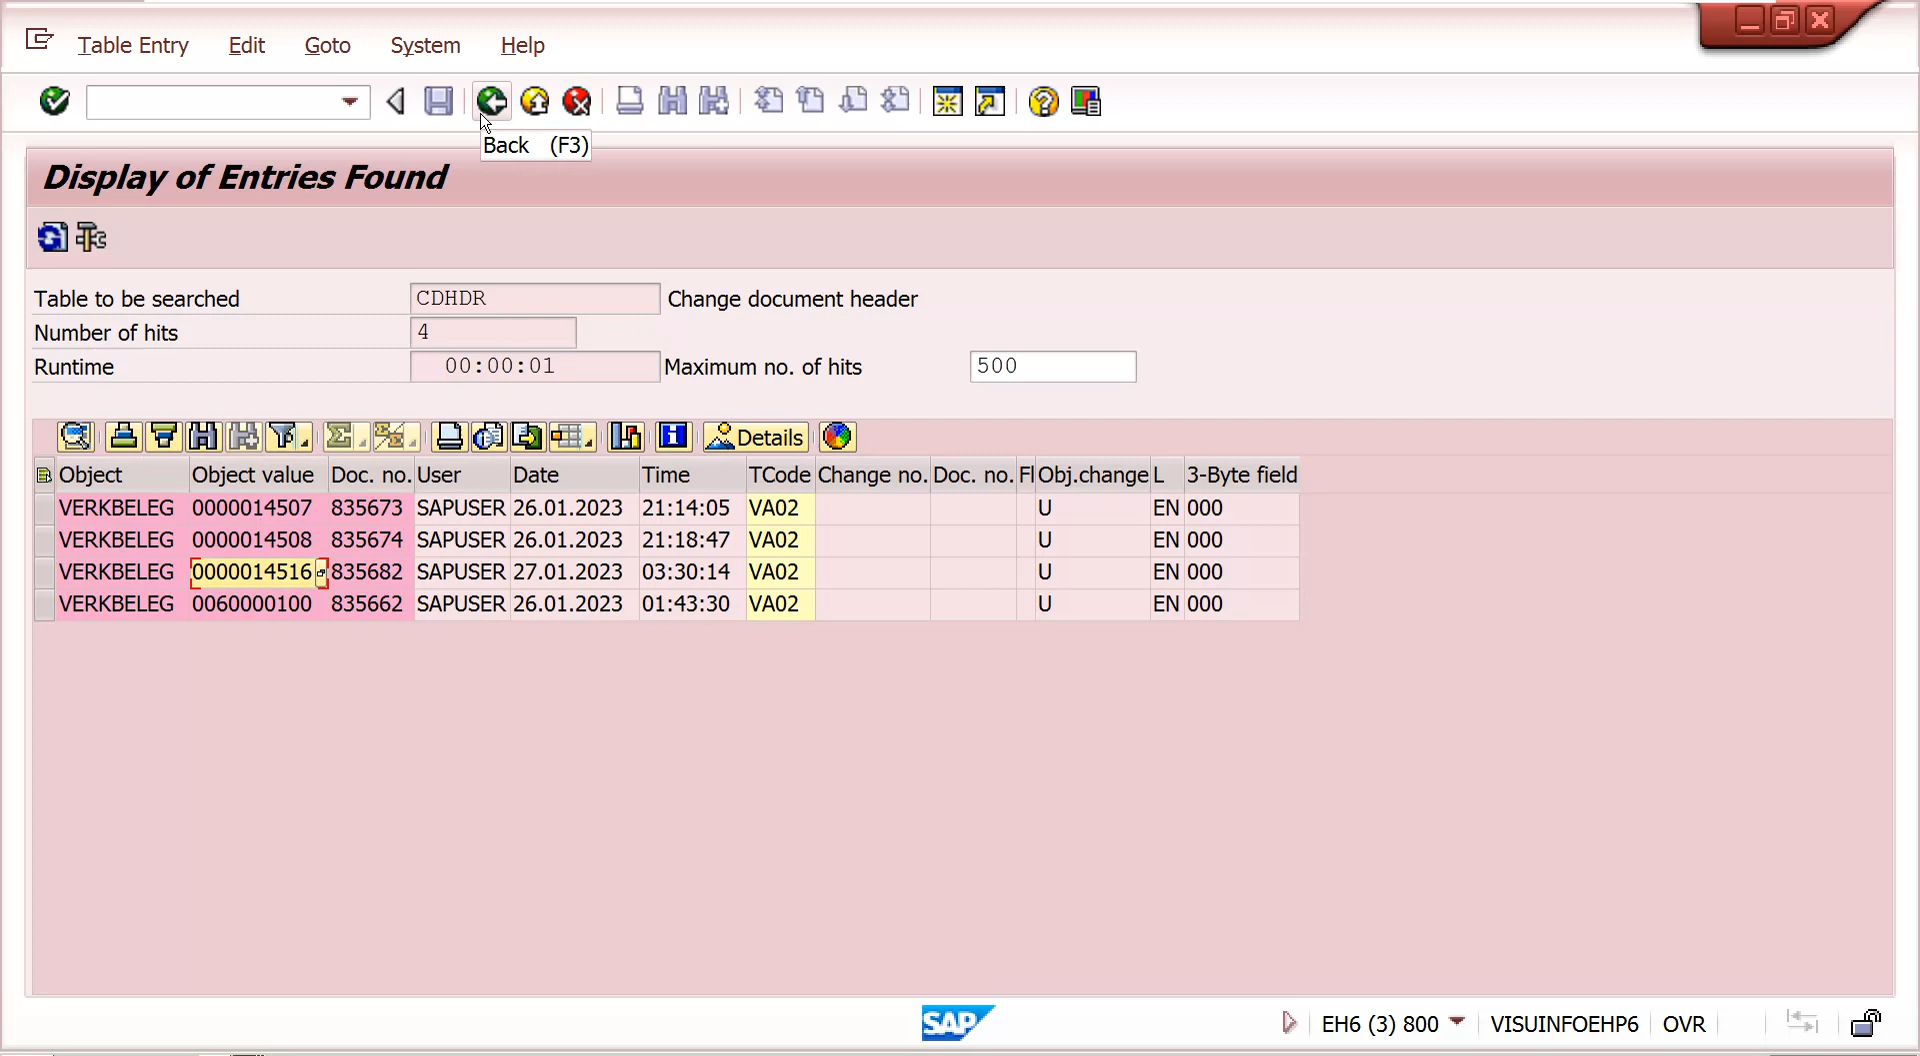 Table Entry Edit Goto System Help
Back (F3)
Display of Entries Found
Table to be searched CDHDR Change document header
Number of hits 4
Runtime 00:00:01 Maximum no. of hits 500
Details
Object Object value Doc. no. User Date Time TCode Change no. Doc. no. Fl Obj.change L 3-Byte field
VERKBELEG 0000014507 835673 SAPUSER 26.01.2023 21:14:05 VA02 U EN 000
VERKBELEG 0000014508 835674 SAPUSER 26.01.2023 21:18:47 VA02 U EN 000
VERKBELEG 0000014516 835682 SAPUSER 27.01.2023 03:30:14 VA02 U EN 000
VERKBELEG 0060000100 835662 SAPUSER 26.01.2023 01:43:30 VA02 U EN 000
SAP EH6 (3) 800 VISUINFOEHP6 OVR